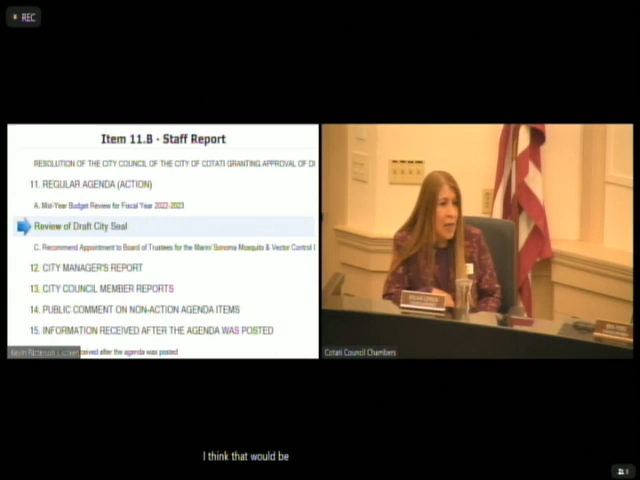 REC
Item 11.B - Staff Report
RESOLUTION OF THE CITY COUNCIL OF THE CITY OF COTATI GRANTING APPROVAL OF DI
11. REGULAR AGENDA (ACTION)
A. Mid-Year Budget Review for Fiscal Year 2022-2023
Review of Draft City Seal
C. Recommend Appointment to Board of Trustees for the Marin/ Sonoma Mosquito & Vector Control
12. CITY MANAGER'S REPORT
13. CITY COUNCIL MEMBER REPORTS
14. PUBLIC COMMENT ON NON-ACTION AGENDA ITEMS
15. INFORMATION RECEIVED AFTER THE AGENDA WAS POSTED
ceived after the agenda was posted
Cotati Council Chambers
I think that would be